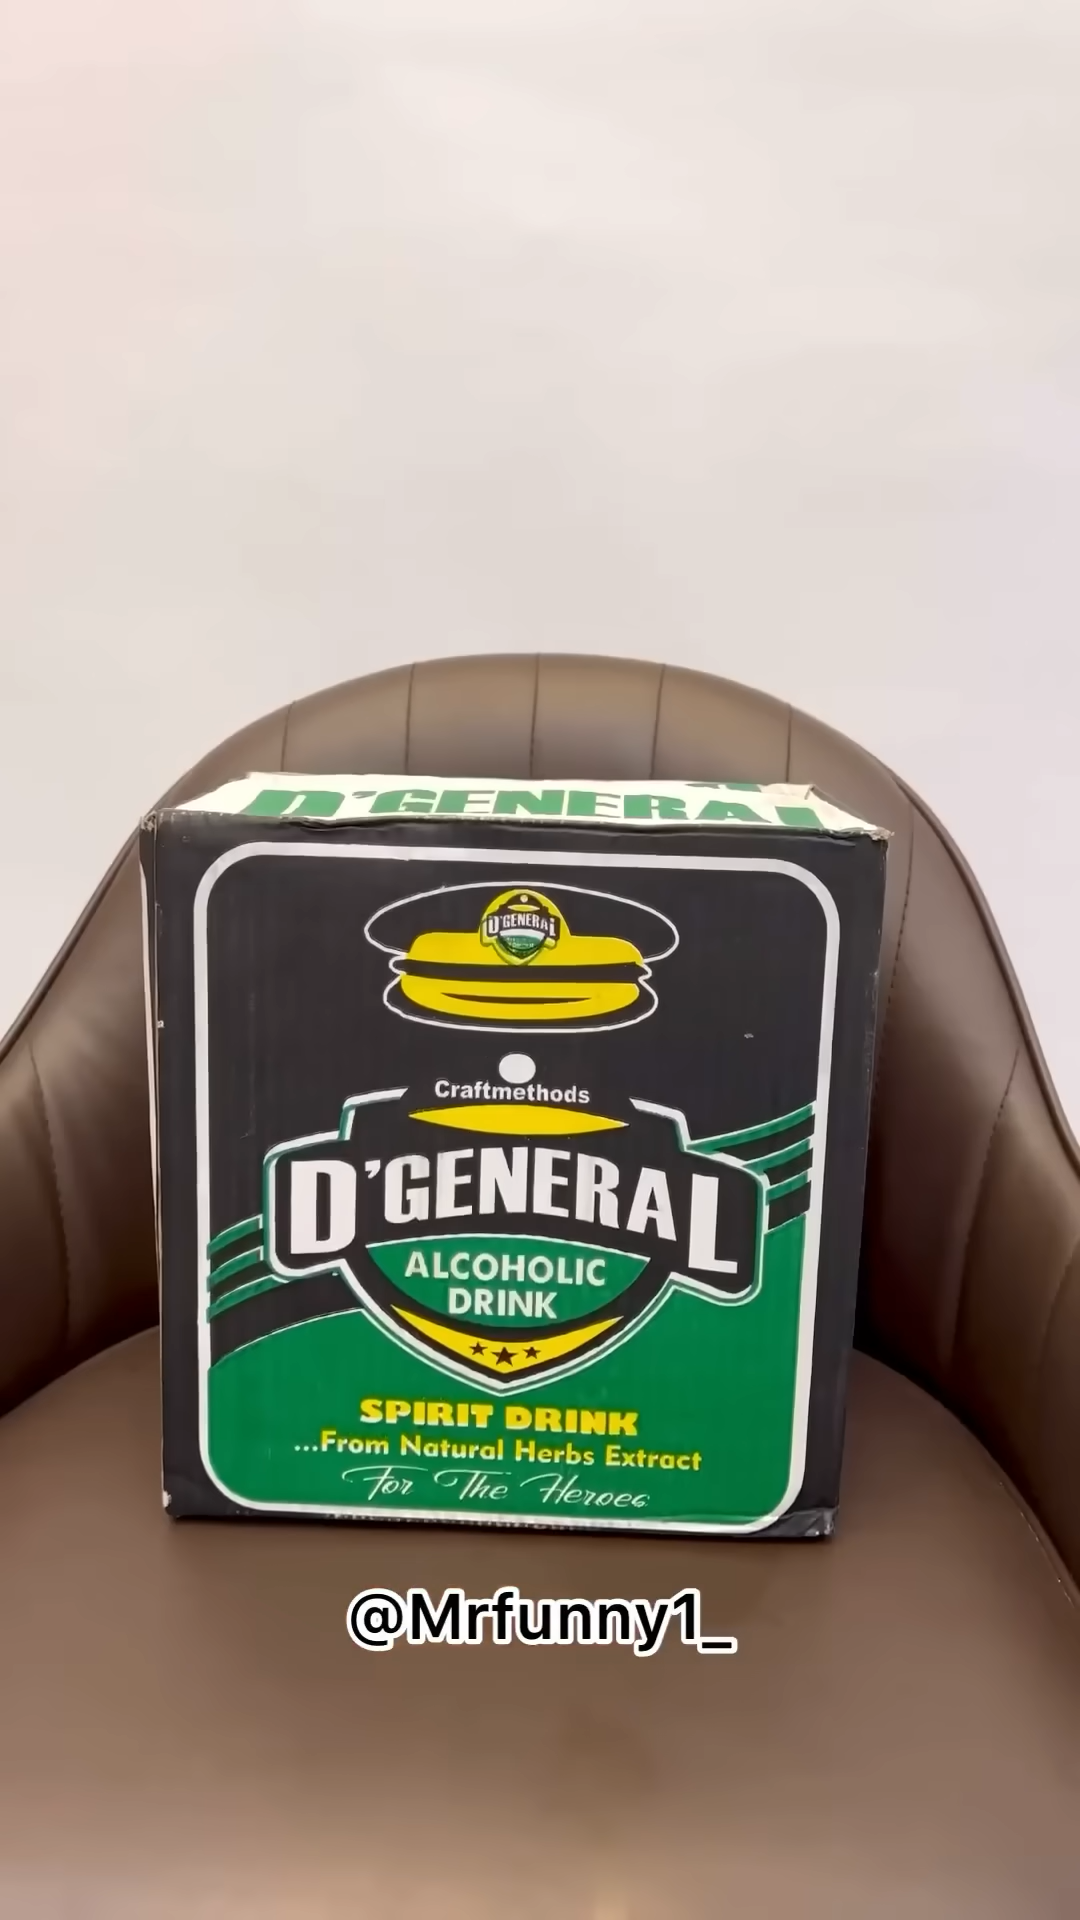 D'GENERAL
D'GENERAL
Craftmethods
D'GENERAL
ALCOHOLIC
DRINK
SPIRIT DRINK
...From Natural Herbs Extract
For The Heroes
@Mrfunny1_